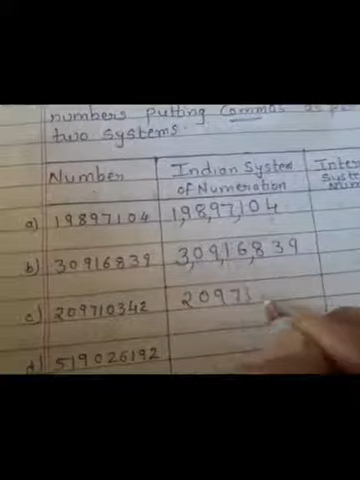 numbers putting Commas as
two systems.
Number Indian System of Numeration
a) 19897104 1,98,97,104
b) 30916839 3,09,16,839
c) 209710342 2097
d) 519026192